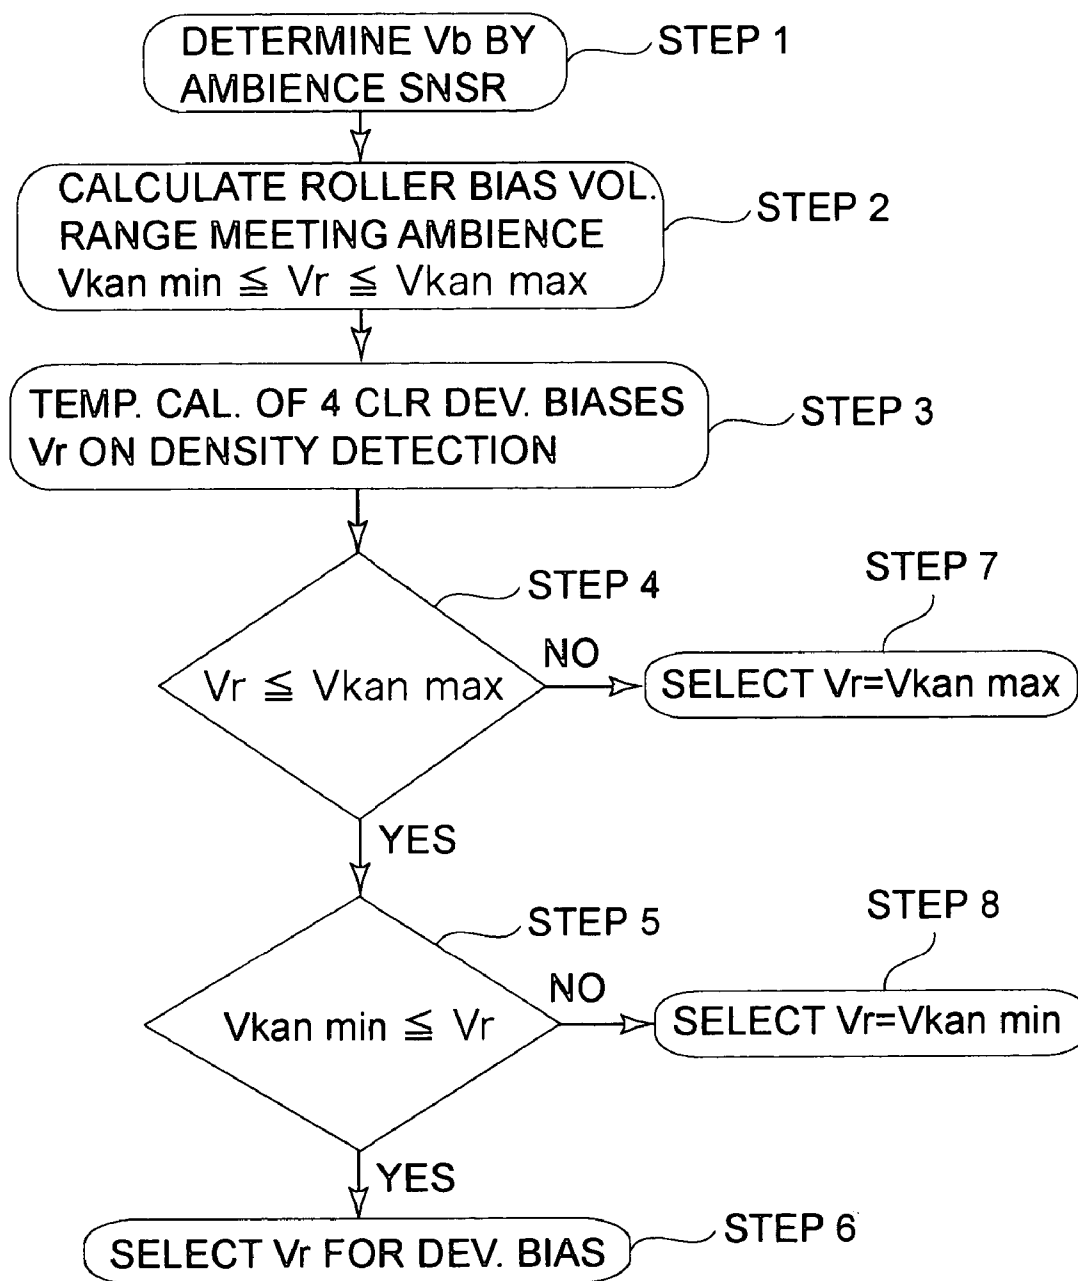 DETERMINE Vb BY
AMBIENCE SNSR
STEP 1
CALCULATE ROLLER BIAS VOL.
RANGE MEETING AMBIENCE
Vkan min ≦ Vr ≦ Vkan max
STEP 2
TEMP. CAL. OF 4 CLR DEV. BIASES
Vr ON DENSITY DETECTION
STEP 3
STEP 4
Vr ≦ Vkan max
NO
STEP 7
SELECT Vr=Vkan max
YES
STEP 5
Vkan min ≦ Vr
NO
STEP 8
SELECT Vr=Vkan min
YES
SELECT Vr FOR DEV. BIAS
STEP 6